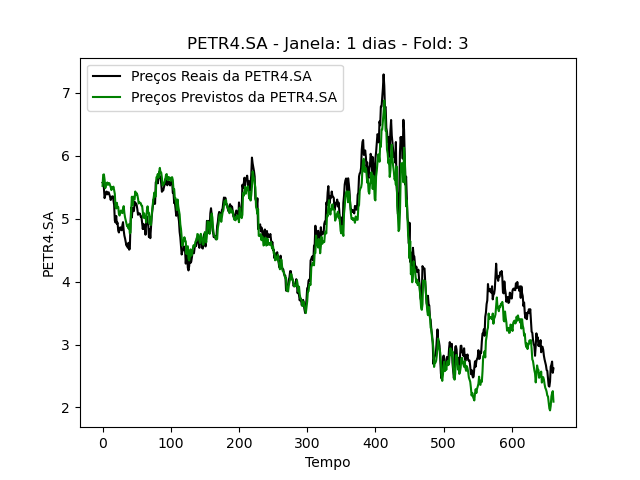 PETR4.SA - Janela: 1 dias - Fold: 3
Preços Reais da PETR4.SA
Preços Previstos da PETR4.SA
7
6
5
4
3
2
PETR4.SA
0 100 200 300 400 500 600
Tempo